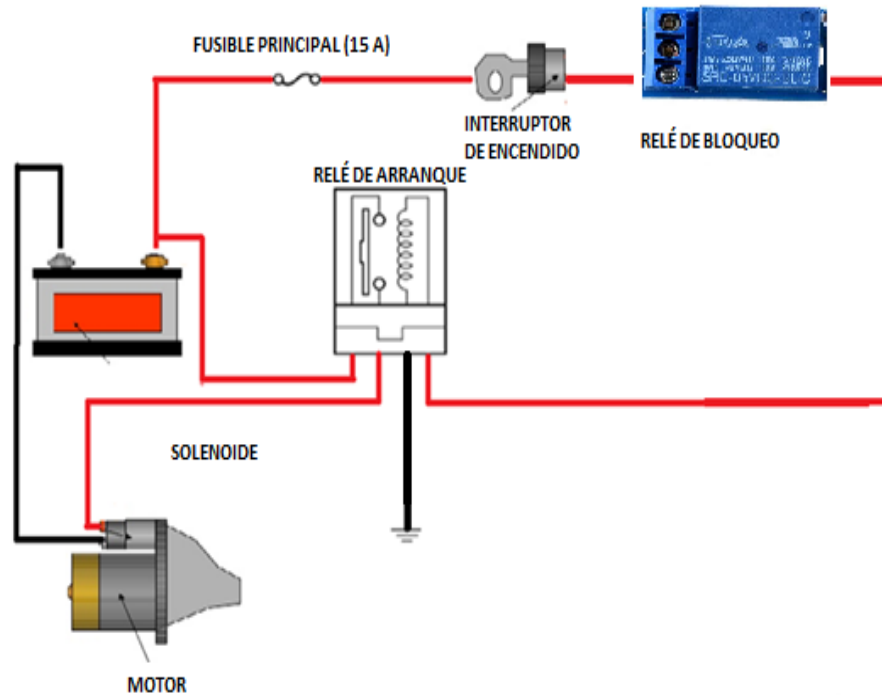 FUSIBLE PRINCIPAL (15 A)
INTERRUPTOR
DE ENCENDIDO
RELÉ DE BLOQUEO
RELÉ DE ARRANQUE
SOLENOIDE
MOTOR